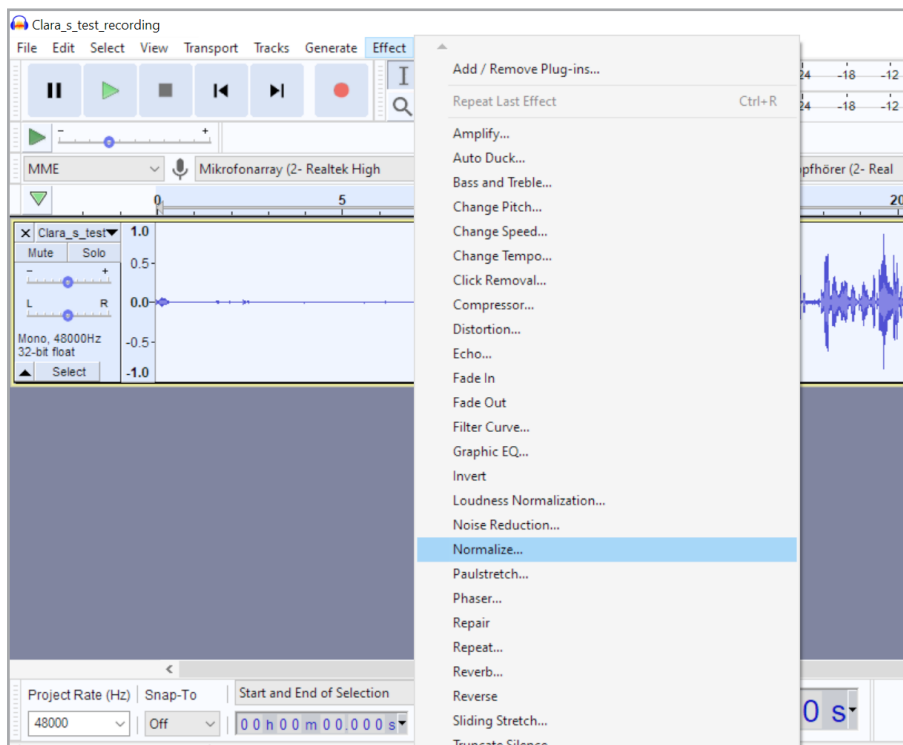 Clara_s_test_recording
File Edit Select View Transport Tracks Generate Effect
Add / Remove Plug-ins...
Repeat Last Effect Ctrl+R
Amplify...
Auto Duck...
Bass and Treble...
Change Pitch...
Change Speed...
Change Tempo...
Click Removal...
Compressor...
Distortion...
Echo...
Fade In
Fade Out
Filter Curve...
Graphic EQ...
Invert
Loudness Normalization...
Noise Reduction...
Normalize...
Paulstretch...
Phaser...
Repair
Repeat...
Reverb...
Reverse
Sliding Stretch...
Truncate Silence
24 -18 -12
24 -18 -12
- +
MME
Mikrofonarray (2- Realtek High
pfhörer (2- Real
0 5 20
Clara_s_test
Mute Solo
- +
L R
Mono, 48000Hz
32-bit float
Select
1.0
0.5
0.0
-0.5
-1.0
Project Rate (Hz) Snap-To Start and End of Selection
48000 Off 00h00m00.000s
0 s